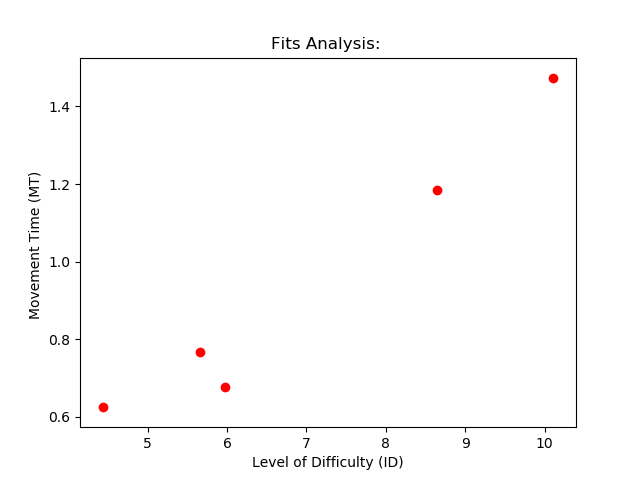 Fits Analysis:
1.4
1.2
1.0
0.8
0.6
Movement Time (MT)
5 6 7 8 9 10
Level of Difficulty (ID)